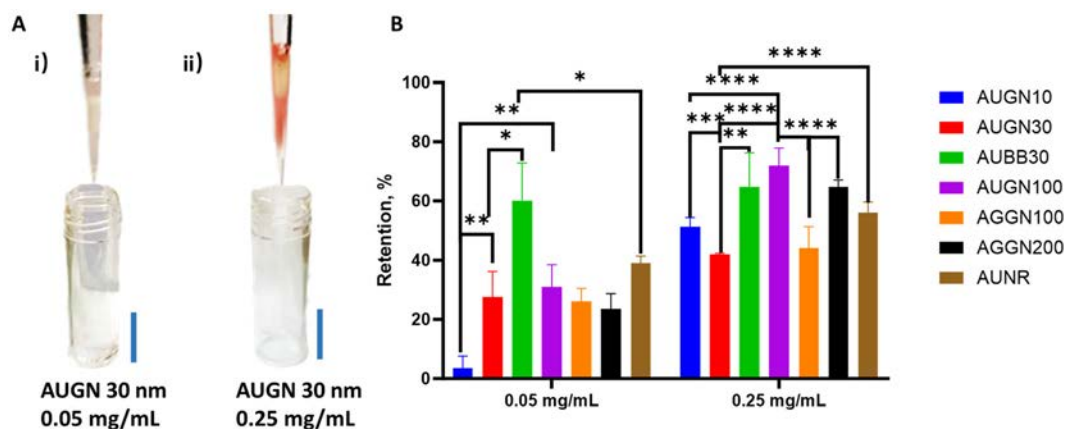 A
i)
ii)
AUGN 30 nm
0.05 mg/mL
AUGN 30 nm
0.25 mg/mL
B
Retention, %
100
80
60
40
20
0
**
**
*
*
***
****
****
**
****
****
0.05 mg/mL
0.25 mg/mL
AUGN10
AUGN30
AUBB30
AUGN100
AGGN100
AGGN200
AUNR